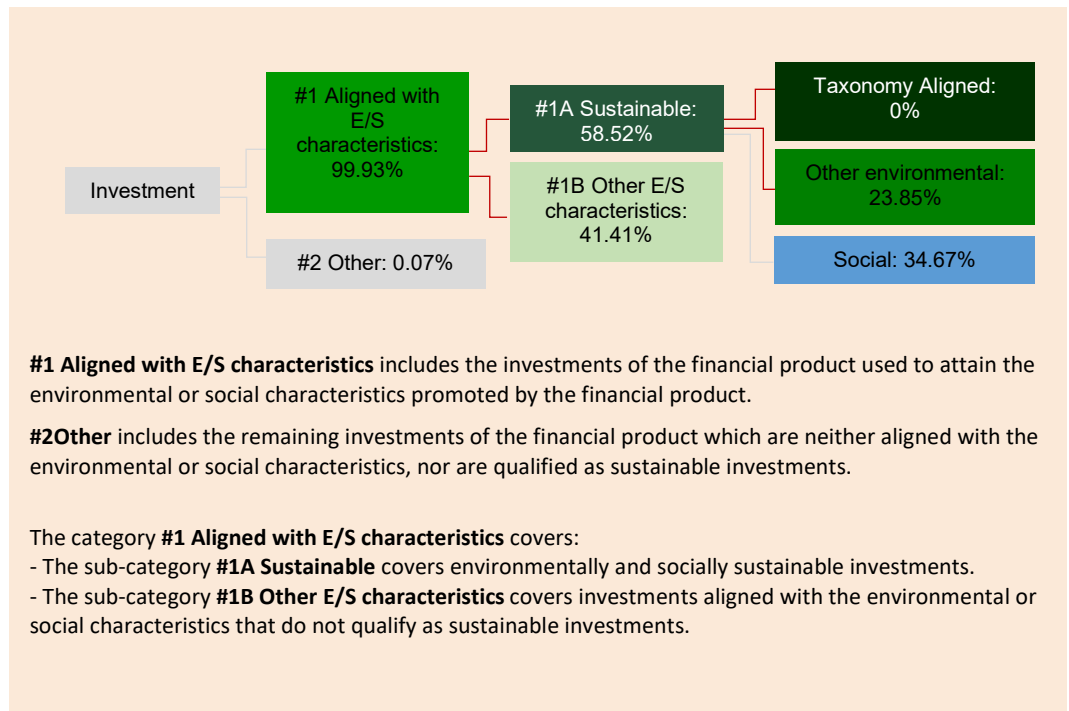 Investment
#1 Aligned with
E/S
characteristics:
99.93%
#2 Other: 0.07%
#1A Sustainable:
58.52%
#1B Other E/S
characteristics:
41.41%
Taxonomy Aligned:
0%
Other environmental:
23.85%
Social: 34.67%
#1 Aligned with E/S characteristics includes the investments of the financial product used to attain the
environmental or social characteristics promoted by the financial product.
#2Other includes the remaining investments of the financial product which are neither aligned with the
environmental or social characteristics, nor are qualified as sustainable investments.
The category #1 Aligned with E/S characteristics covers:
- The sub-category #1A Sustainable covers environmentally and socially sustainable investments.
- The sub-category #1B Other E/S characteristics covers investments aligned with the environmental or
social characteristics that do not qualify as sustainable investments.